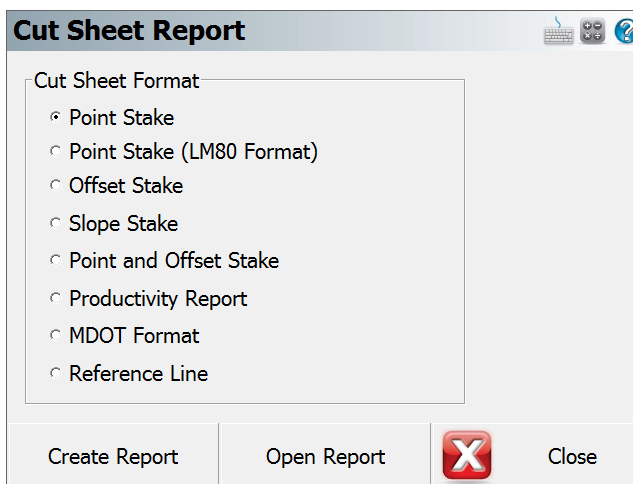 Cut Sheet Report
Cut Sheet Format
Point Stake
Point Stake (LM80 Format)
Offset Stake
Slope Stake
Point and Offset Stake
Productivity Report
MDOT Format
Reference Line
Create Report
Open Report
Close